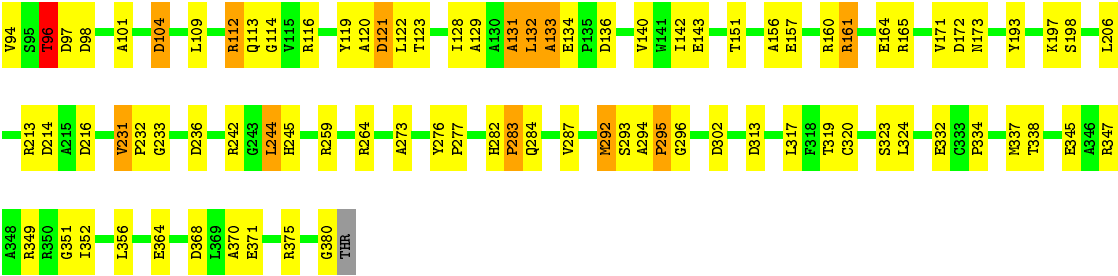 V94 S95 T96 D97 D98 A101 D104 L109 R112 Q113 G114 V115 R116 Y119 A120 D121 L122 T123 I128 A129 A130 A131 L132 A133 E134 P135 D136 V140 W141 I142 E143 T151 A156 E157 R160 R161 E164 R165 V171 D172 N173 Y193 K197 S198 L206
R213 D214 A215 D216 V231 P232 G233 D236 R242 G243 L244 H245 R259 R264 A273 Y276 P277 H282 P283 Q284 V287 M292 S293 A294 P295 G296 D302 D313 L317 F318 T319 C320 S323 L324 E332 C333 P334 M337 T338 E345 A346 R347
A348 R349 R350 G351 I352 L356 E364 D368 L369 A370 E371 R375 G380 THR